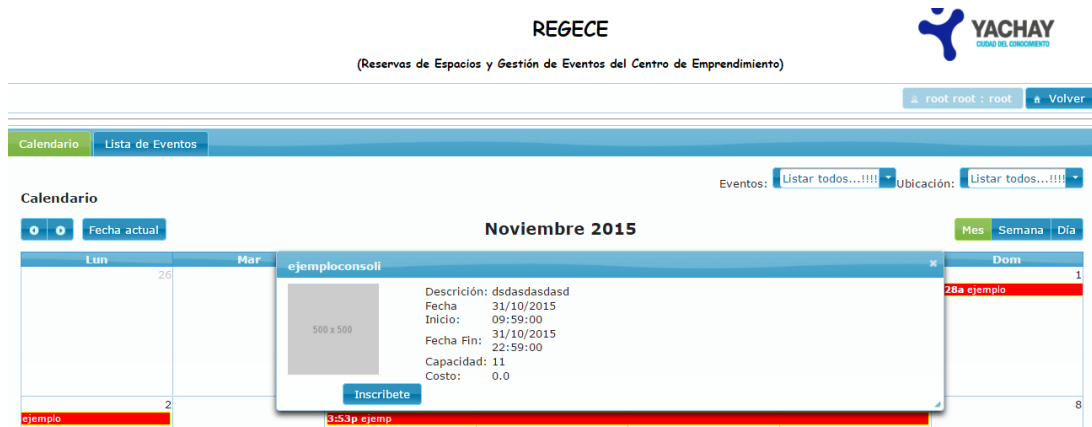 REGECE
YACHAY
CIUDAD DEL CONOCIMIENTO
(Reservas de Espacios y Gestión de Eventos del Centro de Emprendimiento)
root root : root
Volver
Calendario
Lista de Eventos
Eventos: Listar todos...!!!! Ubicación: Listar todos...!!!!
Calendario
Fecha actual
Noviembre 2015
Mes Semana Día
Lun Mar Dom
ejemploconsoli
26
1
28a ejemplo
500 x 500
Descrición: dsdasdasdasd
Fecha Inicio: 31/10/2015 09:59:00
Fecha Fin: 31/10/2015 22:59:00
Capacidad: 11
Costo: 0.0
Inscribete
2
8
ejemplo
3:53p ejemp